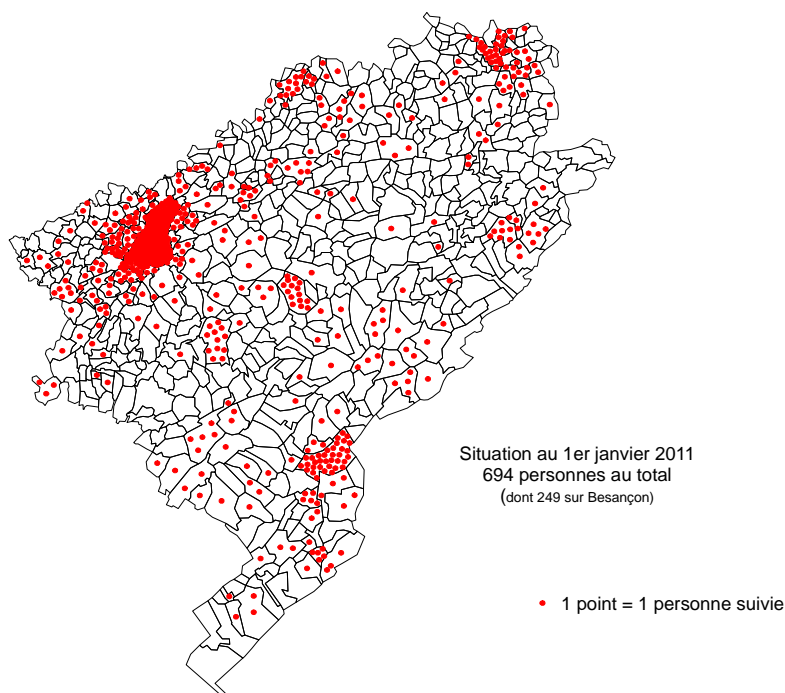 Situation au 1er janvier 2011
694 personnes au total
(dont 249 sur Besançon)
1 point = 1 personne suivie